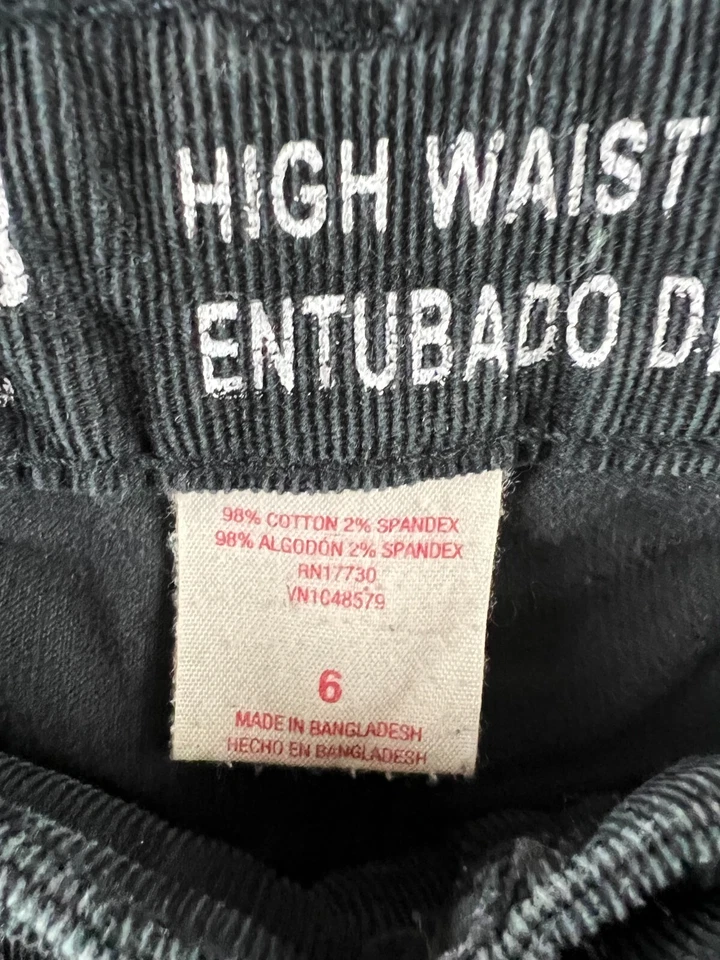 HIGH WAIST
ENTUBADO
98% COTTON 2% SPANDEX
98% ALGODÓN 2% SPANDEX
RN17730
VN1C48579
6
MADE IN BANGLADESH
HECHO EN BANGLADESH